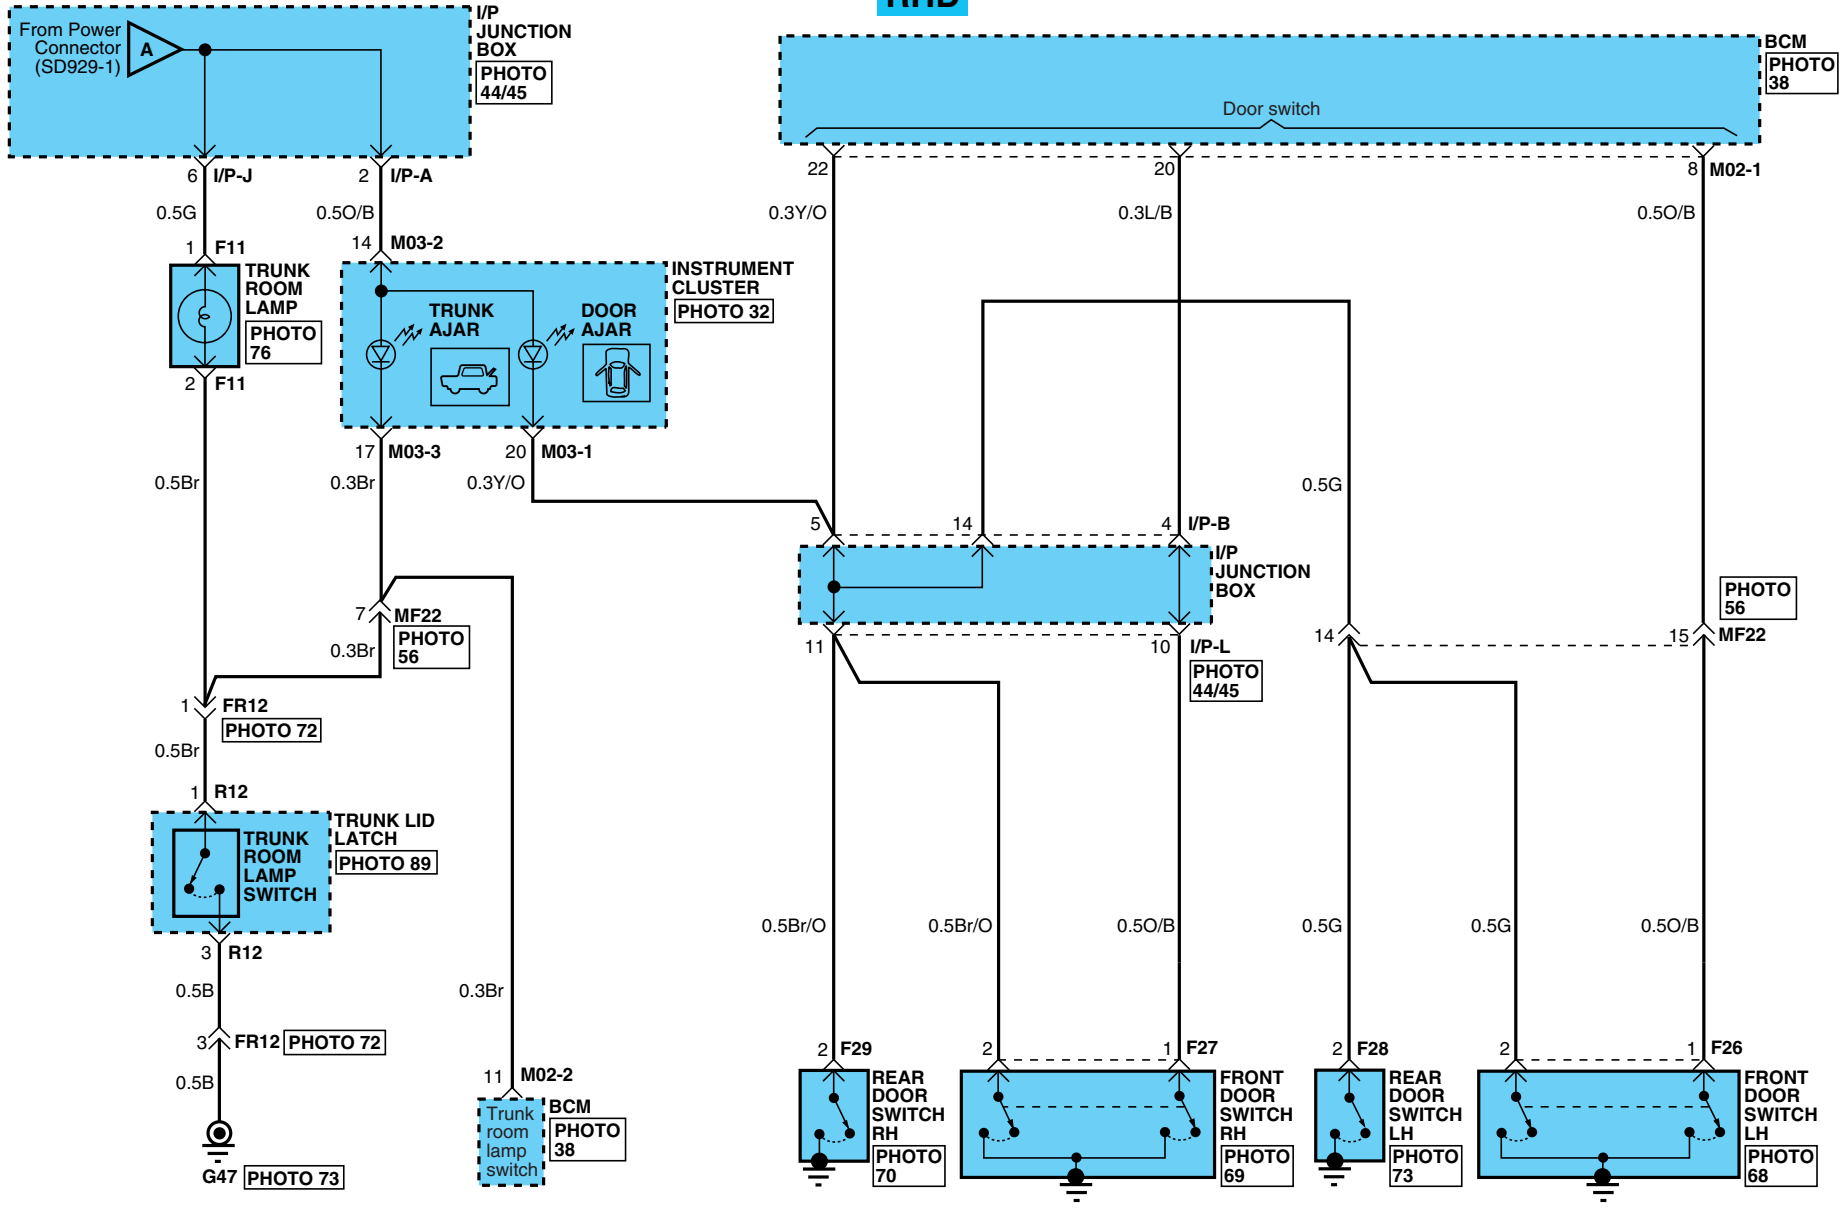 RHD
From Power
Connector
(SD929-1)
A
I/P
JUNCTION
BOX
PHOTO
44/45
BCM
PHOTO
38
Door switch
6 I/P-J
2 I/P-A
22
20
8 M02-1
0.5G
0.5O/B
0.3Y/O
0.3L/B
0.5O/B
1 F11
14 M03-2
TRUNK
ROOM
LAMP
PHOTO
76
2 F11
INSTRUMENT
CLUSTER
PHOTO 32
TRUNK
AJAR
DOOR
AJAR
17 M03-3
20 M03-1
0.5Br
0.3Br
0.3Y/O
0.5G
5
14
4 I/P-B
I/P
JUNCTION
BOX
11
10 I/P-L
PHOTO
44/45
PHOTO
56
14
15 MF22
7 MF22
PHOTO
56
0.3Br
1 FR12
PHOTO 72
0.5Br
1 R12
TRUNK LID
LATCH
PHOTO 89
TRUNK
ROOM
LAMP
SWITCH
3 R12
0.5B
0.3Br
3 FR12 PHOTO 72
0.5B
G47 PHOTO 73
11 M02-2
Trunk
room
lamp
switch
BCM
PHOTO
38
0.5Br/O
0.5Br/O
0.5O/B
0.5G
0.5G
0.5O/B
2 F29
2
1 F27
2 F28
2
1 F26
REAR
DOOR
SWITCH
RH
PHOTO
70
FRONT
DOOR
SWITCH
RH
PHOTO
69
REAR
DOOR
SWITCH
LH
PHOTO
73
FRONT
DOOR
SWITCH
LH
PHOTO
68